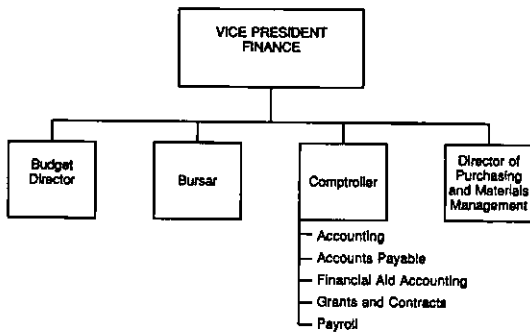 VICE PRESIDENT
FINANCE
Budget
Director
Bursar
Comptroller
Director of
Purchasing
and Materials
Management
Accounting
Accounts Payable
Financial Aid Accounting
Grants and Contracts
Payroll